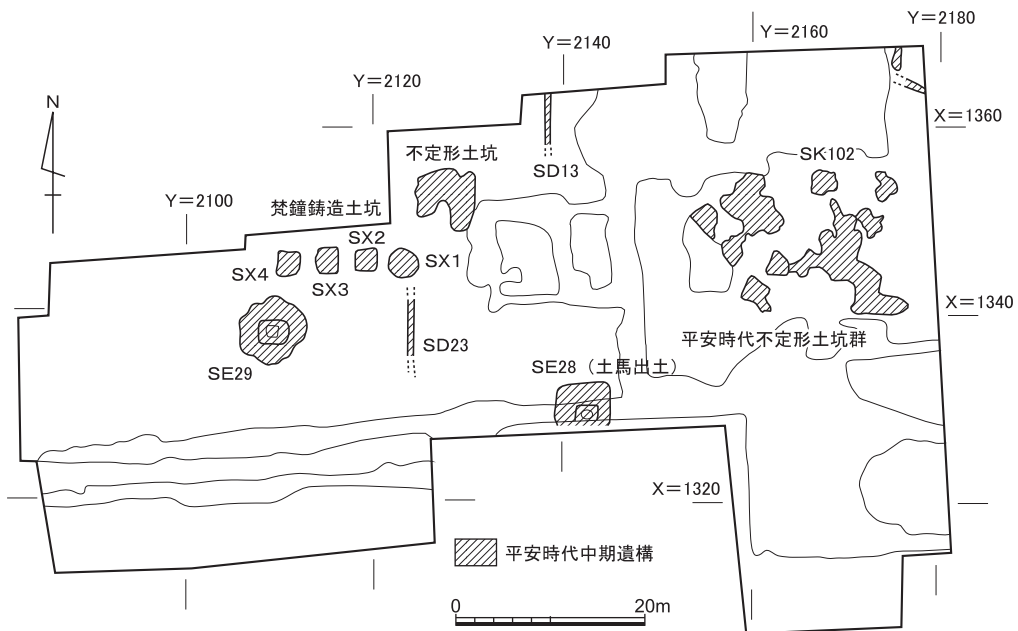 Y＝2180
Y＝2160
Y＝2140
Y＝2120
N
X＝1360
不定形土坑
SK102
SD13
Y＝2100
梵鐘鋳造土坑
SX2
SX4
SX3
SX1
X＝1340
平安時代不定形土坑群
SD23
SE28（土馬出土）
SE29
X＝1320
平安時代中期遺構
0
20m